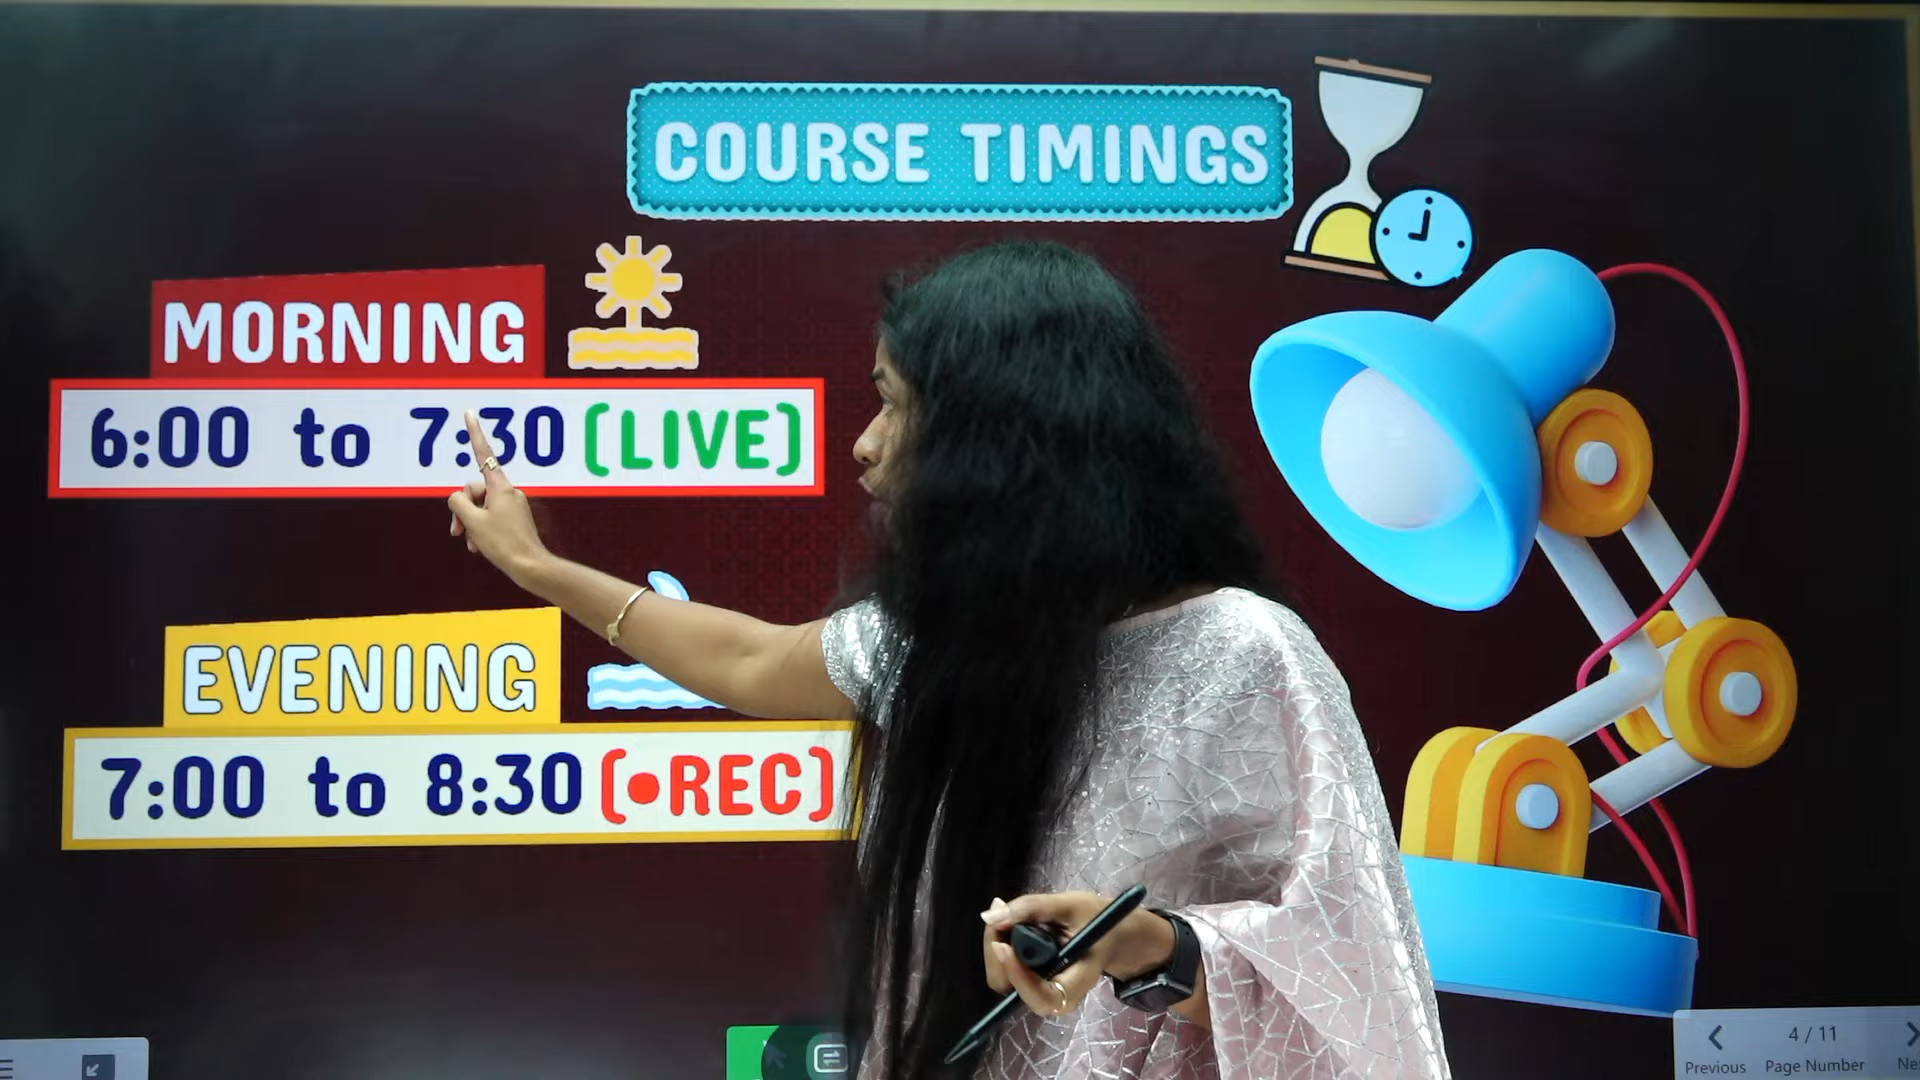 COURSE TIMINGS
MORNING
6:00 to 7:30 (LIVE)
EVENING
7:00 to 8:30 (●REC)
4 / 11
Previous Page Number